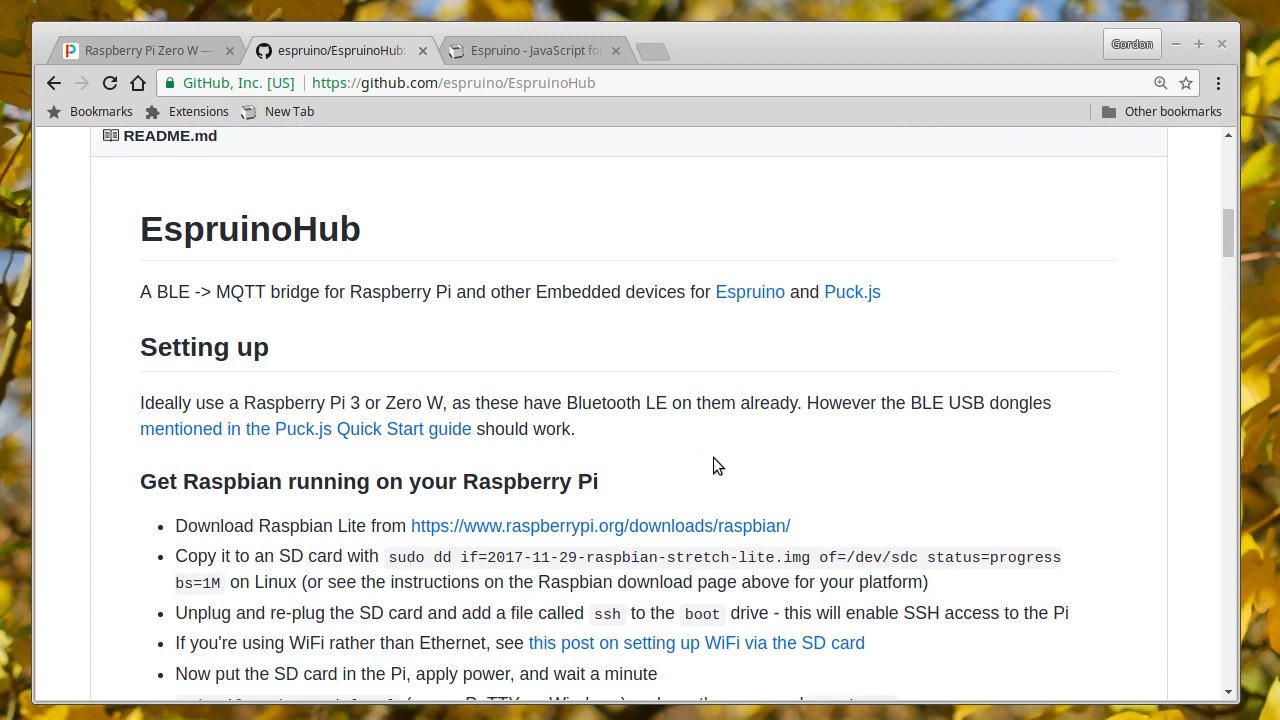 Raspberry Pi Zero W —
espruino/EspruinoHub:
Espruino - JavaScript for
Gordon
GitHub, Inc. [US]
https://github.com/espruino/EspruinoHub
Bookmarks
Extensions
New Tab
Other bookmarks
README.md
EspruinoHub
A BLE -> MQTT bridge for Raspberry Pi and other Embedded devices for Espruino and Puck.js
Setting up
Ideally use a Raspberry Pi 3 or Zero W, as these have Bluetooth LE on them already. However the BLE USB dongles
mentioned in the Puck.js Quick Start guide should work.
Get Raspbian running on your Raspberry Pi
• Download Raspbian Lite from https://www.raspberrypi.org/downloads/raspbian/
• Copy it to an SD card with sudo dd if=2017-11-29-raspbian-stretch-lite.img of=/dev/sdc status=progress
bs=1M on Linux (or see the instructions on the Raspbian download page above for your platform)
• Unplug and re-plug the SD card and add a file called ssh to the boot drive - this will enable SSH access to the Pi
• If you're using WiFi rather than Ethernet, see this post on setting up WiFi via the SD card
• Now put the SD card in the Pi, apply power, and wait a minute